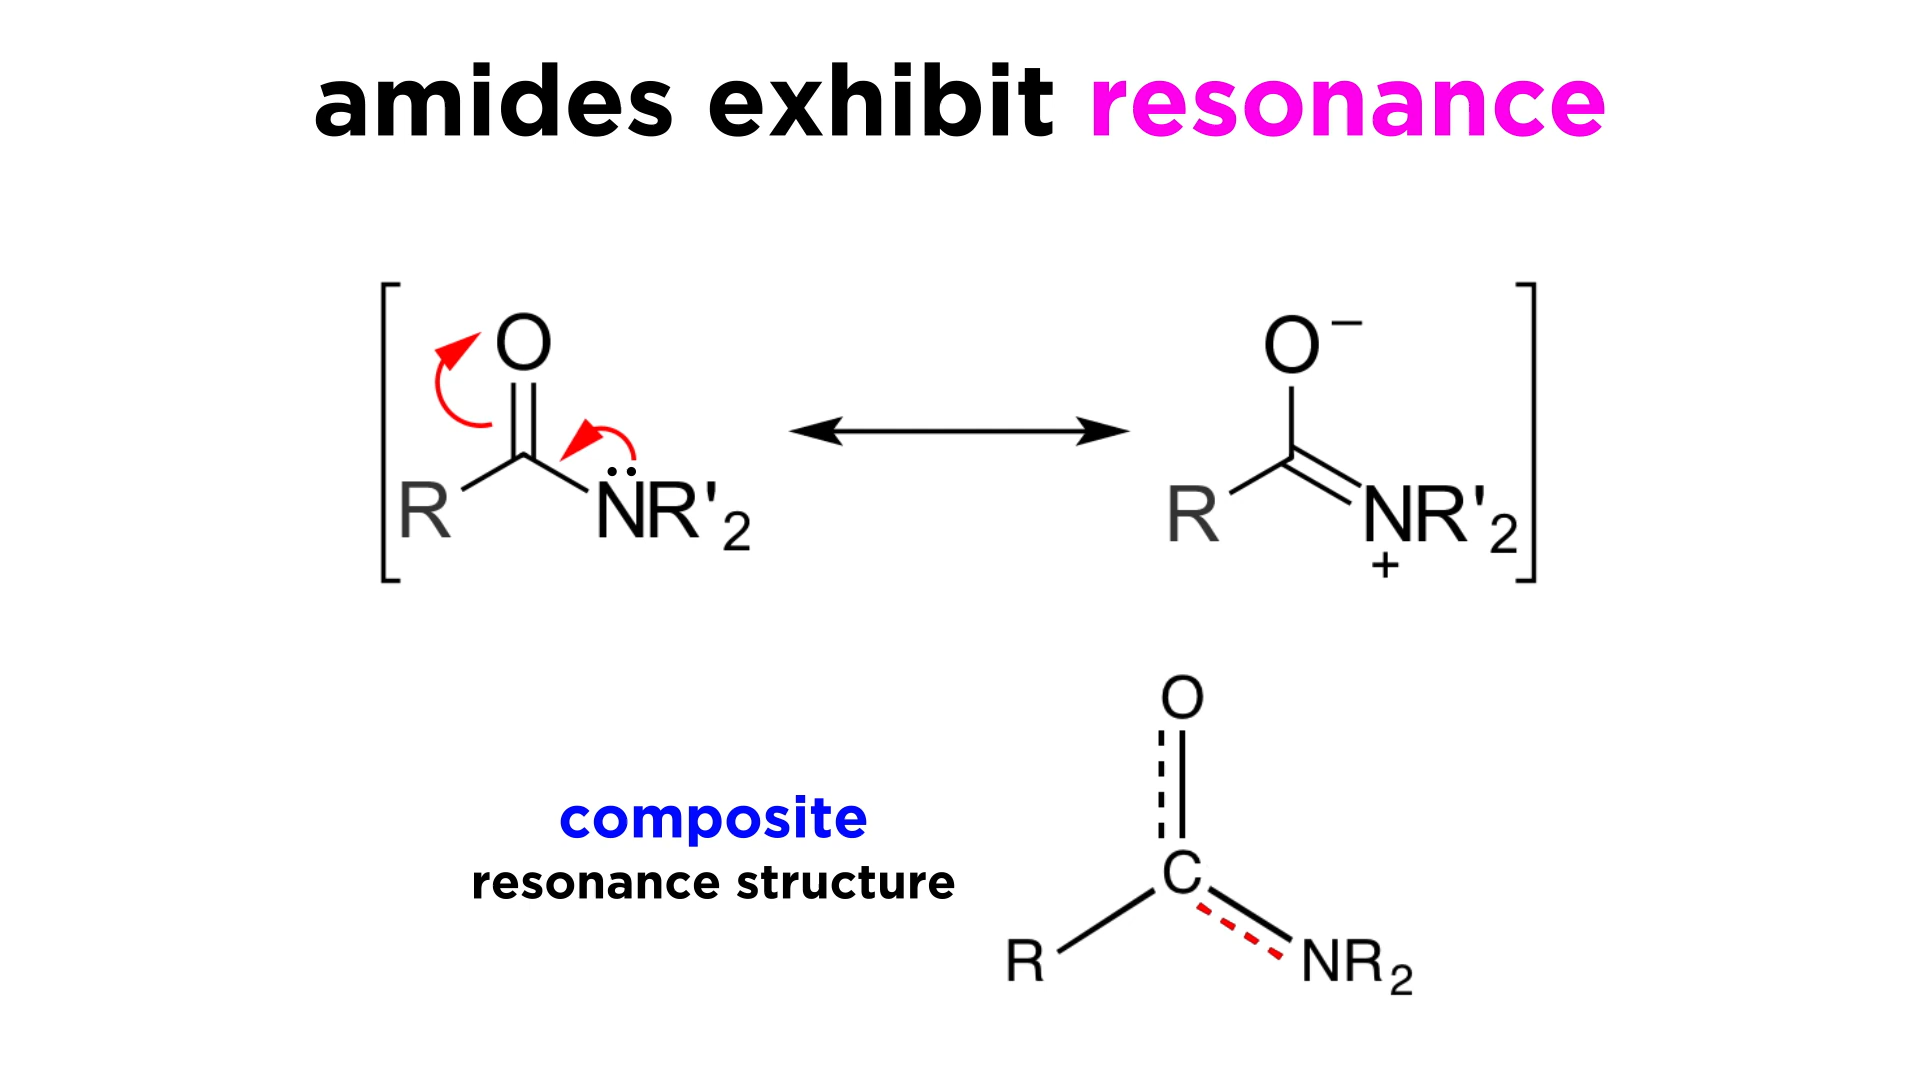 amides exhibit resonance
O
R
NR'2
O–
R
NR'2
+
O
composite
C
resonance structure
R
NR2